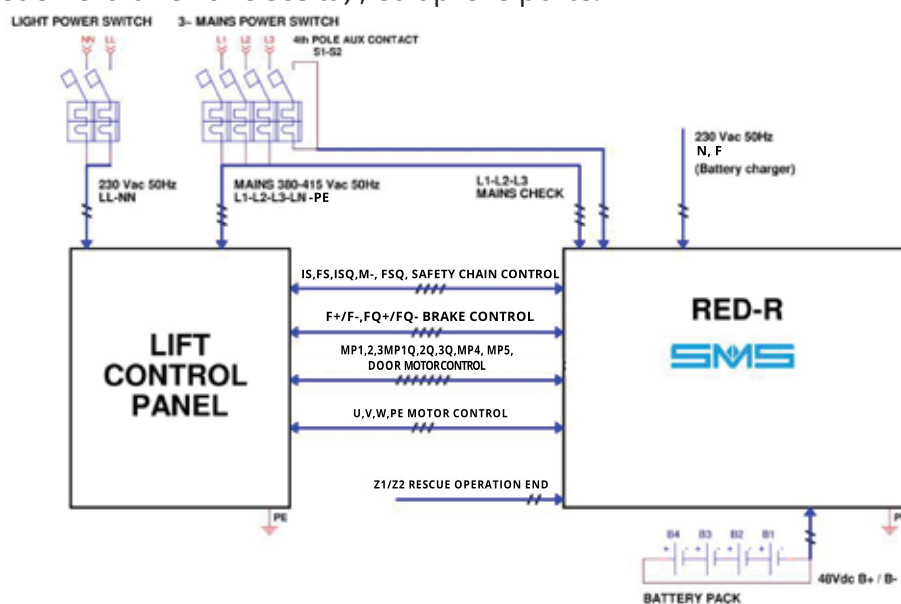 LIGHT POWER SWITCH
3~ MAINS POWER SWITCH
NN LL
L1 L2 L3
4th POLE AUX CONTACT
S1-S2
230 Vac 50Hz
LL-NN
MAINS 380-415 Vac 50Hz
L1-L2-L3-LN -PE
L1-L2-L3
MAINS CHECK
230 Vac 50Hz
N, F
(Battery charger)
IS,FS,ISQ,M-, FSQ, SAFETY CHAIN CONTROL
F+/F-,FQ+/FQ- BRAKE CONTROL
MP1,2,3MP1Q,2Q,3Q,MP4, MP5,
DOOR MOTORCONTROL
U,V,W,PE MOTOR CONTROL
Z1/Z2 RESCUE OPERATION END
LIFT
CONTROL
PANEL
RED-R
SMS
PE
B4 B3 B2 B1
+ - + - + - + -
48Vdc B+ / B-
BATTERY PACK